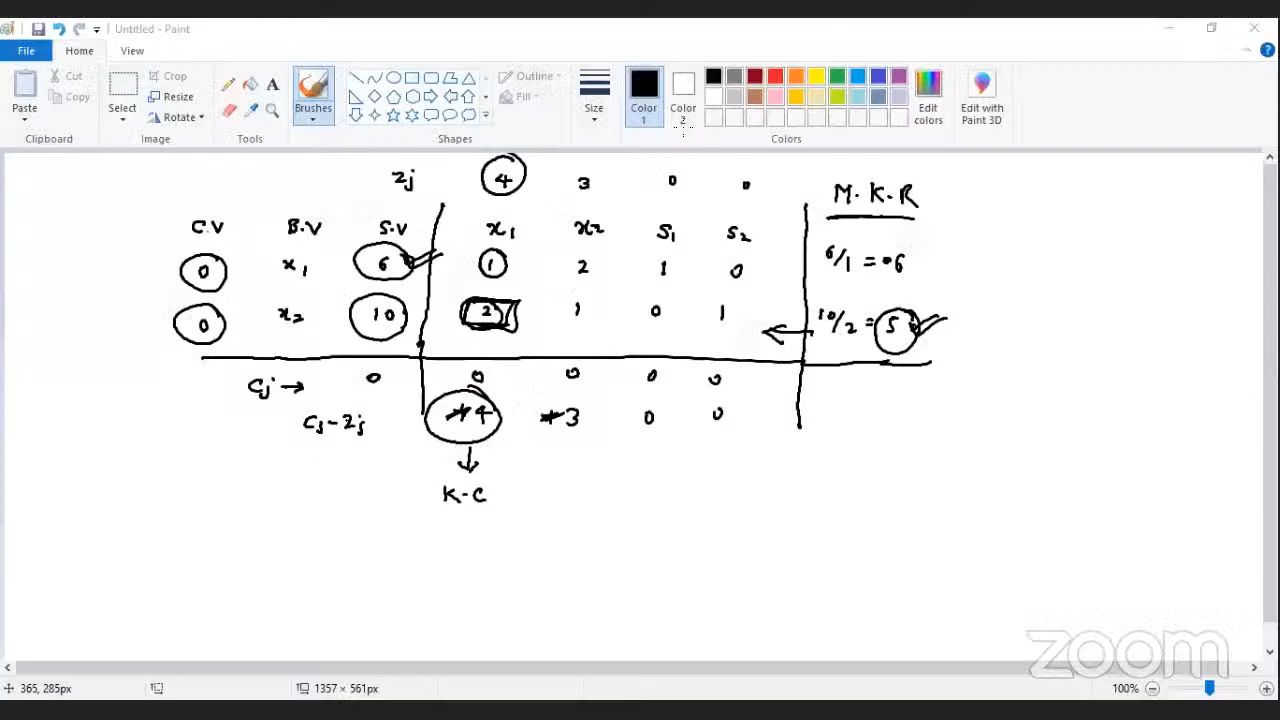 Untitled - Paint
File Home View
Paste Cut Copy Select Crop Resize Rotate A Brushes Outline Fill Size Color 1 Color 2 Edit colors Edit with Paint 3D
Clipboard Image Tools Shapes Colors
Zj 4 3 0 0 M.K.R
C.V B.V S.V x1 x2 S1 S2
0 x1 6 1 2 1 0 6/1 = 6
0 x2 10 2 1 0 1 10/2 = 5
Cj → 0 0 0 0 0
Cj - Zj 4 3 0 0
K-C
zoom
365, 285px 1357 × 561px 100%